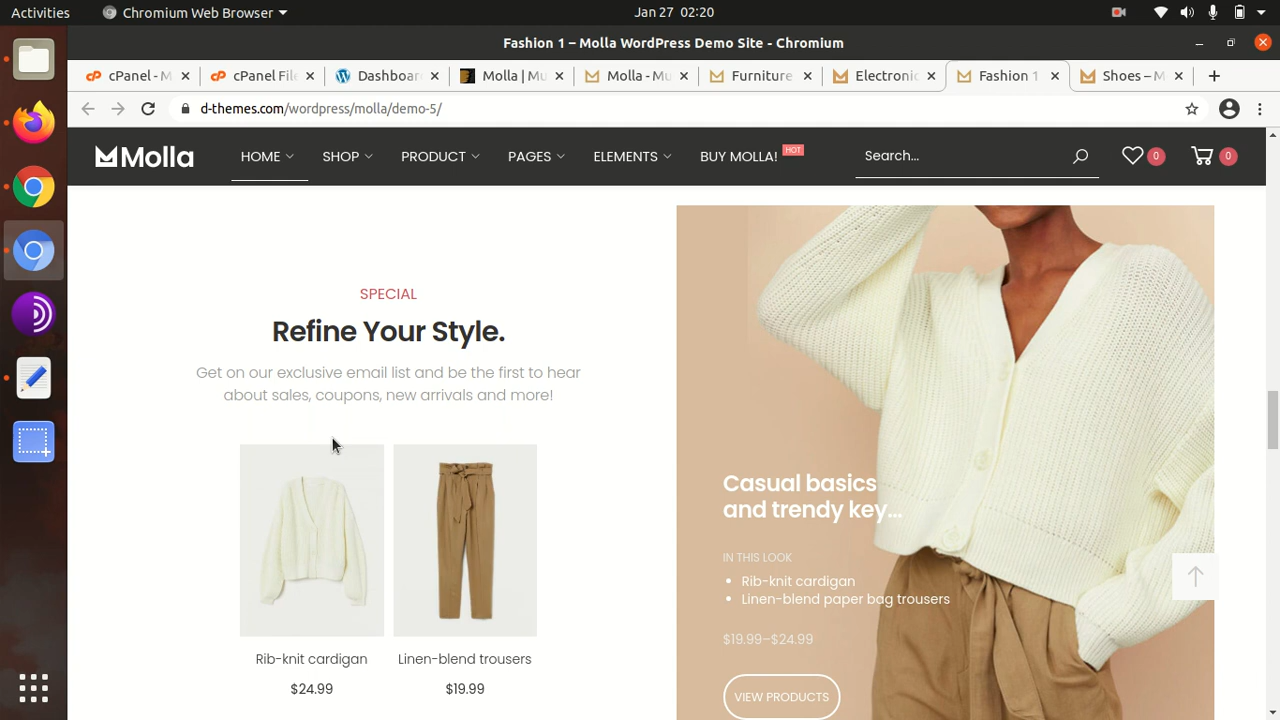 Activities
Chromium Web Browser
Jan 27 02:20
Fashion 1 – Molla WordPress Demo Site - Chromium
cPanel - M
cPanel File
Dashboar
Molla | Mu
Molla - Mu
Furniture
Electronic
Fashion 1
Shoes – M
d-themes.com/wordpress/molla/demo-5/
Molla
HOME
SHOP
PRODUCT
PAGES
ELEMENTS
BUY MOLLA!
HOT
Search...
0
0
SPECIAL
Refine Your Style.
Get on our exclusive email list and be the first to hear
about sales, coupons, new arrivals and more!
Rib-knit cardigan
$24.99
Linen-blend trousers
$19.99
Casual basics
and trendy key...
IN THIS LOOK
• Rib-knit cardigan
• Linen-blend paper bag trousers
$19.99–$24.99
VIEW PRODUCTS